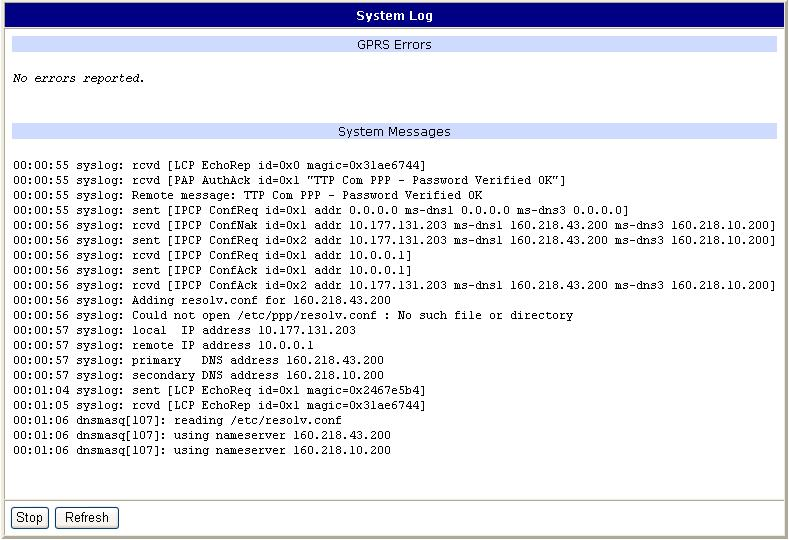 System Log
GPRS Errors
No errors reported.
System Messages
00:00:55 syslog: rcvd [LCP EchoRep id=0x0 magic=0x31ae6744]
00:00:55 syslog: rcvd [PAP AuthAck id=0x1 "TTP Com PPP - Password Verified OK"]
00:00:55 syslog: Remote message: TTP Com PPP - Password Verified OK
00:00:55 syslog: sent [IPCP ConfReq id=0x1 addr 0.0.0.0 ms-dns1 0.0.0.0 ms-dns3 0.0.0.0]
00:00:56 syslog: rcvd [IPCP ConfNak id=0x1 addr 10.177.131.203 ms-dns1 160.218.43.200 ms-dns3 160.218.10.200]
00:00:56 syslog: sent [IPCP ConfReq id=0x2 addr 10.177.131.203 ms-dns1 160.218.43.200 ms-dns3 160.218.10.200]
00:00:56 syslog: rcvd [IPCP ConfReq id=0x1 addr 10.0.0.1]
00:00:56 syslog: sent [IPCP ConfAck id=0x1 addr 10.0.0.1]
00:00:56 syslog: rcvd [IPCP ConfAck id=0x2 addr 10.177.131.203 ms-dns1 160.218.43.200 ms-dns3 160.218.10.200]
00:00:56 syslog: Adding resolv.conf for 160.218.43.200
00:00:56 syslog: Could not open /etc/ppp/resolv.conf : No such file or directory
00:00:57 syslog: local  IP address 10.177.131.203
00:00:57 syslog: remote IP address 10.0.0.1
00:00:57 syslog: primary   DNS address 160.218.43.200
00:00:57 syslog: secondary DNS address 160.218.10.200
00:01:04 syslog: sent [LCP EchoReq id=0x1 magic=0x2467e5b4]
00:01:05 syslog: rcvd [LCP EchoRep id=0x1 magic=0x31ae6744]
00:01:06 dnsmasq[107]: reading /etc/resolv.conf
00:01:06 dnsmasq[107]: using nameserver 160.218.43.200
00:01:06 dnsmasq[107]: using nameserver 160.218.10.200
Stop Refresh